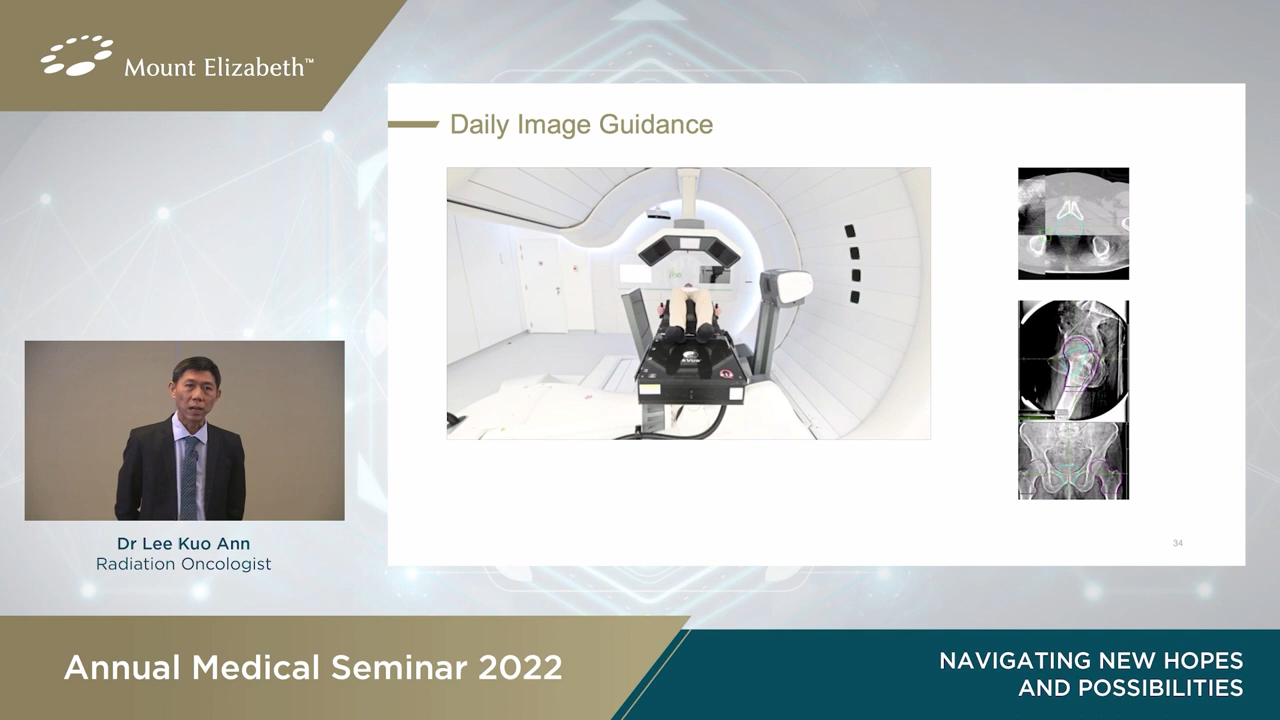 Mount Elizabeth™
Daily Image Guidance
34
Dr Lee Kuo Ann
Radiation Oncologist
Annual Medical Seminar 2022
NAVIGATING NEW HOPES
AND POSSIBILITIES